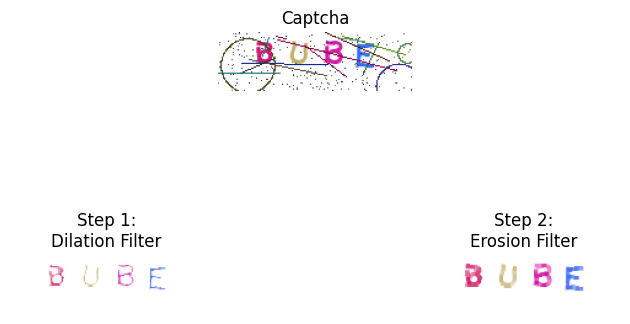 Captcha
BUBE
Step 1:
Dilation Filter
BUBE
Step 2:
Erosion Filter
BUBE